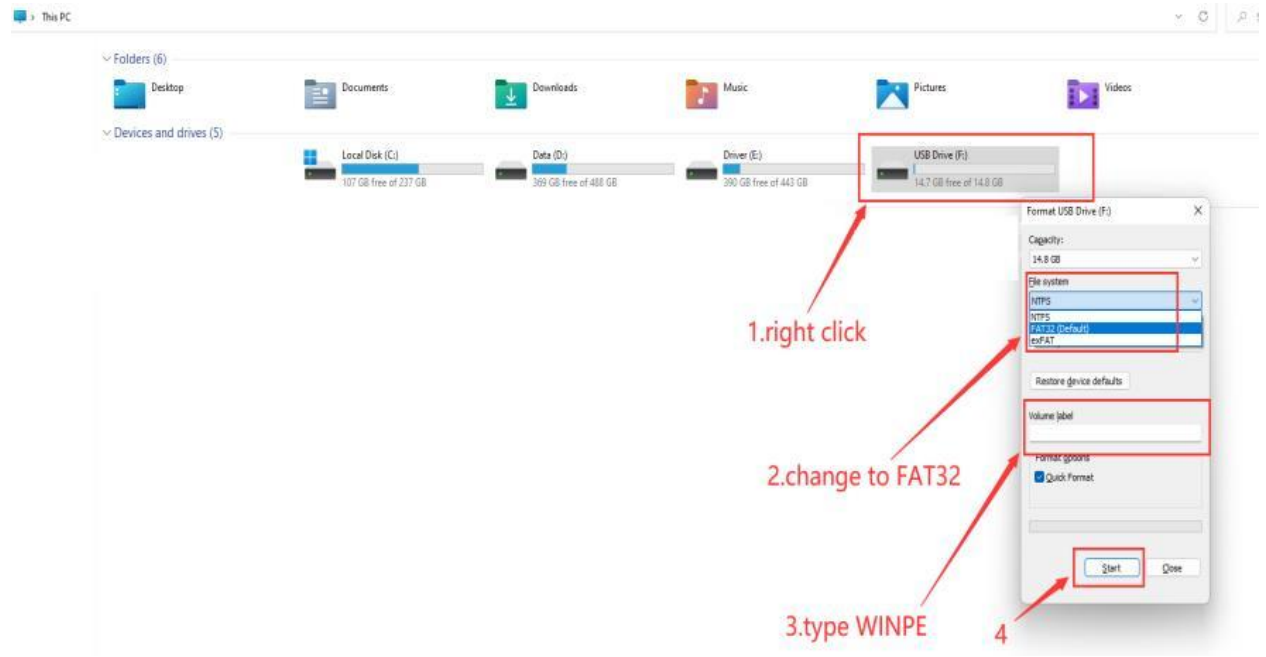 This PC
Folders (6)
Desktop
Documents
Downloads
Music
Pictures
Videos
Devices and drives (5)
Local Disk (C:)
107 GB free of 237 GB
Data (D:)
369 GB free of 488 GB
Driver (E:)
390 GB free of 443 GB
USB Drive (F:)
14.7 GB free of 14.8 GB
Format USB Drive (F:)
Capacity:
14.8 GB
File system
NTFS
NTFS
FAT32 (Default)
exFAT
Restore device defaults
Volume label
Format options
Quick Format
Start
Close
1.right click
2.change to FAT32
3.type WINPE
4